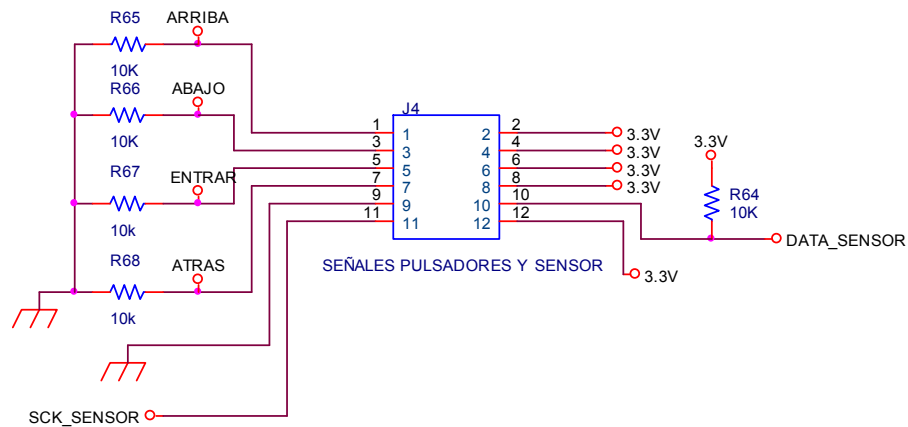 R65
ARRIBA
10K
R66
ABAJO
10K
R67
ENTRAR
10k
R68
ATRAS
10k
J4
1 1 2 2
3 3 4 4
5 5 6 6
7 7 8 8
9 9 10 10
11 11 12 12
3.3V
3.3V
3.3V
3.3V
3.3V
R64
10K
DATA_SENSOR
SEÑALES PULSADORES Y SENSOR
3.3V
SCK_SENSOR